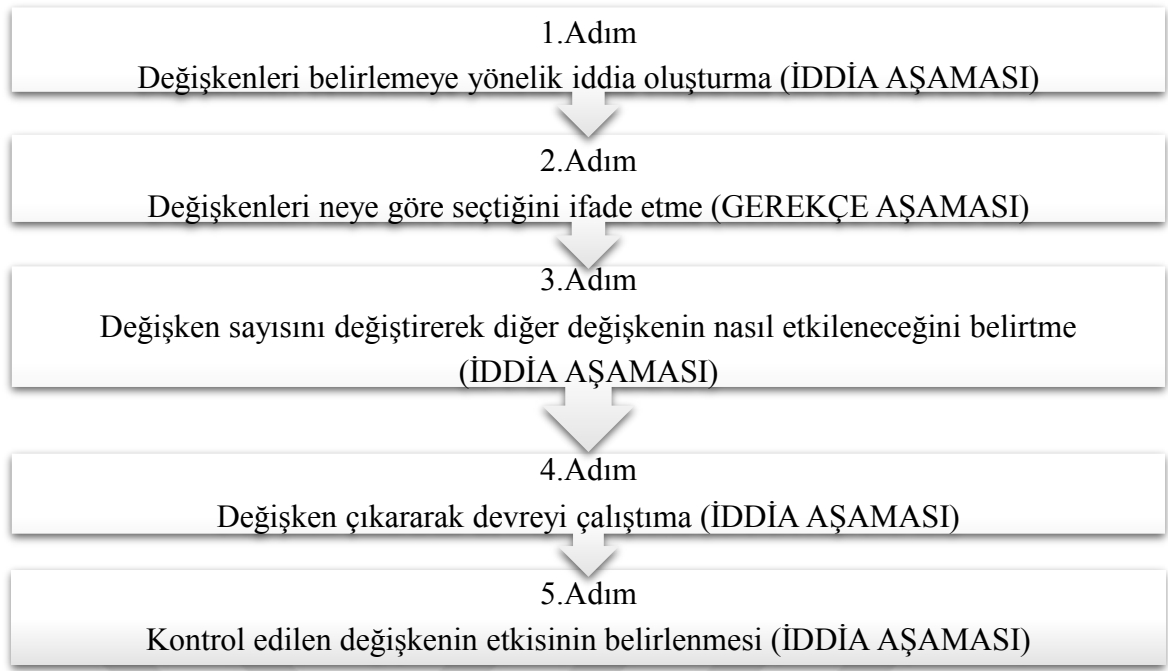 1.Adım
Değişkenleri belirlemeye yönelik iddia oluşturma (İDDİA AŞAMASI)
2.Adım
Değişkenleri neye göre seçtiğini ifade etme (GEREKÇE AŞAMASI)
3.Adım
Değişken sayısını değiştirerek diğer değişkenin nasıl etkileneceğini belirtme
(İDDİA AŞAMASI)
4.Adım
Değişken çıkararak devreyi çalıştıma (İDDİA AŞAMASI)
5.Adım
Kontrol edilen değişkenin etkisinin belirlenmesi (İDDİA AŞAMASI)